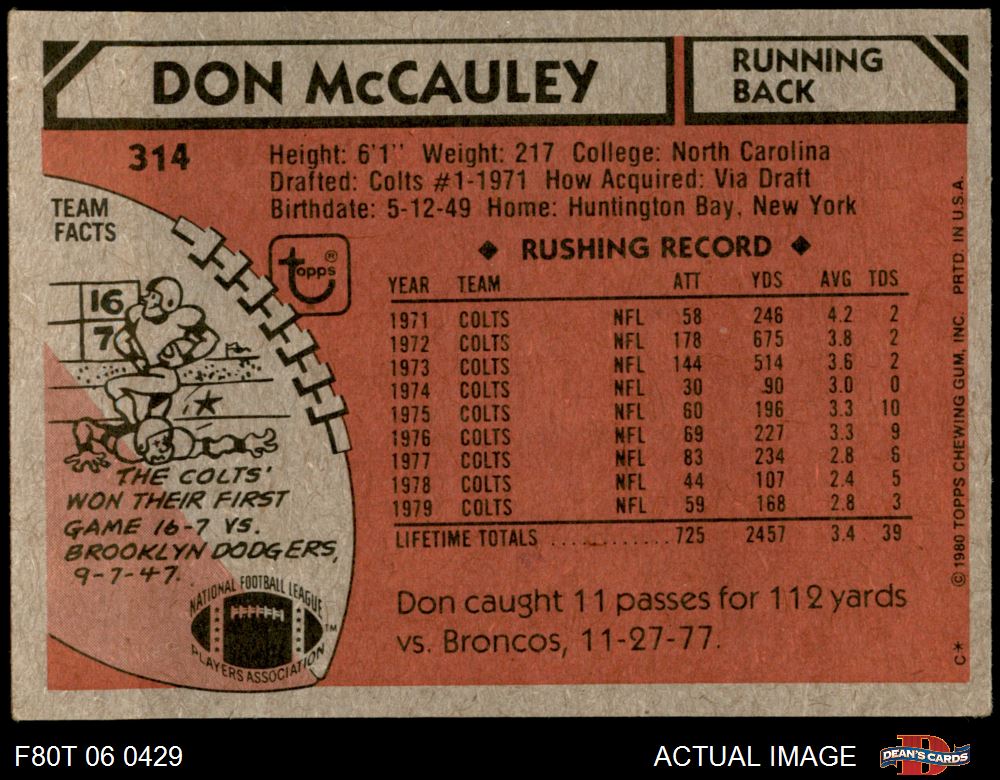 DON McCAULEY
RUNNING
BACK
314
Height: 6'1" Weight: 217 College: North Carolina
Drafted: Colts #1-1971 How Acquired: Via Draft
Birthdate: 5-12-49 Home: Huntington Bay, New York
TEAM
FACTS
topps®
16
7
THE COLTS'
WON THEIR FIRST
GAME 16-7 VS.
BROOKLYN DODGERS,
9-7-47.
NATIONAL FOOTBALL LEAGUE
PLAYERS ASSOCIATION
TM
◆ RUSHING RECORD ◆
YEAR TEAM ATT YDS AVG TDS
1971 COLTS NFL 58 246 4.2 2
1972 COLTS NFL 178 675 3.8 2
1973 COLTS NFL 144 514 3.6 2
1974 COLTS NFL 30 90 3.0 0
1975 COLTS NFL 60 196 3.3 10
1976 COLTS NFL 69 227 3.3 9
1977 COLTS NFL 83 234 2.8 6
1978 COLTS NFL 44 107 2.4 5
1979 COLTS NFL 59 168 2.8 3
LIFETIME TOTALS ............ 725 2457 3.4 39
Don caught 11 passes for 112 yards
vs. Broncos, 11-27-77.
C* © 1980 TOPPS CHEWING GUM, INC. PRTD. IN U.S.A.
F80T 06 0429
ACTUAL IMAGE
DEAN'S CARDS